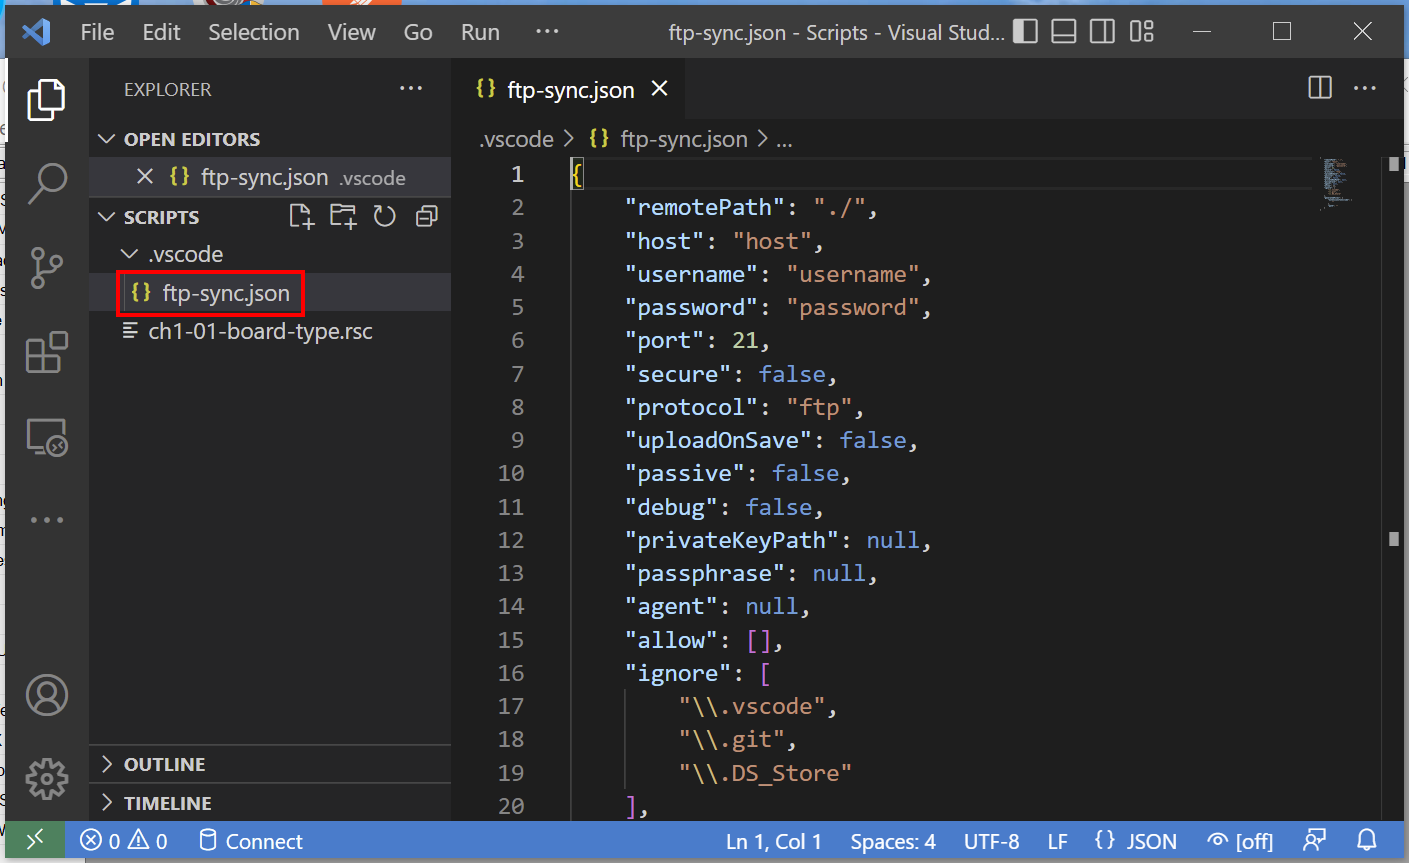 File Edit Selection View Go Run ··· ftp-sync.json - Scripts - Visual Stud...
EXPLORER ···
OPEN EDITORS
ftp-sync.json .vscode
SCRIPTS
.vscode
ftp-sync.json
ch1-01-board-type.rsc
OUTLINE
TIMELINE
{} ftp-sync.json
.vscode > {} ftp-sync.json > ...
1 {
2 "remotePath": "./",
3 "host": "host",
4 "username": "username",
5 "password": "password",
6 "port": 21,
7 "secure": false,
8 "protocol": "ftp",
9 "uploadOnSave": false,
10 "passive": false,
11 "debug": false,
12 "privateKeyPath": null,
13 "passphrase": null,
14 "agent": null,
15 "allow": [],
16 "ignore": [
17 "\\.vscode",
18 "\\.git",
19 "\\.DS_Store"
20 ],
0 0 Connect Ln 1, Col 1 Spaces: 4 UTF-8 LF {} JSON [off]